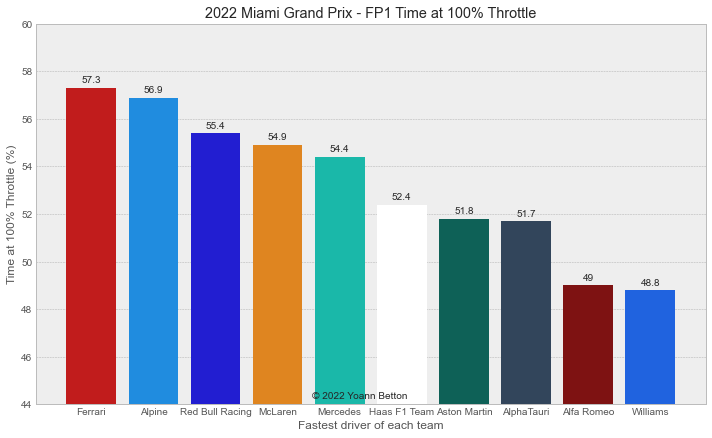 2022 Miami Grand Prix - FP1 Time at 100% Throttle
Time at 100% Throttle (%)
60
58
56
54
52
50
48
46
44
57.3
56.9
55.4
54.9
54.4
52.4
51.8
51.7
49
48.8
© 2022 Yoann Betton
Ferrari
Alpine
Red Bull Racing
McLaren
Mercedes
Haas F1 Team
Aston Martin
AlphaTauri
Alfa Romeo
Williams
Fastest driver of each team